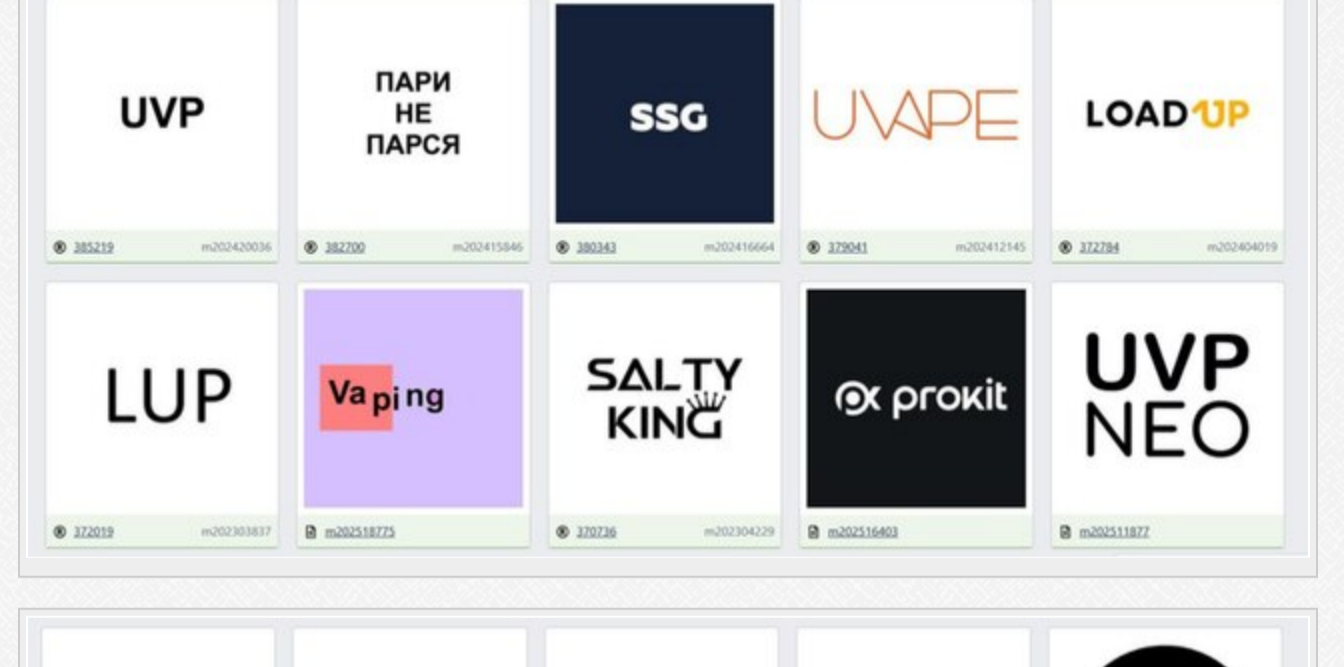 UVP
ПАРИ
НЕ
ПАРСЯ
SSG
UVAPE
LOAD UP
® 385219 m202420036
® 382700 m202415846
® 380343 m202416664
® 379041 m202412145
® 372784 m202404019
LUP
Vaping
SALTY
KING
prokit
UVP
NEO
® 372019 m202303837
m202518775
® 370736 m202304229
m202516403
m202511877